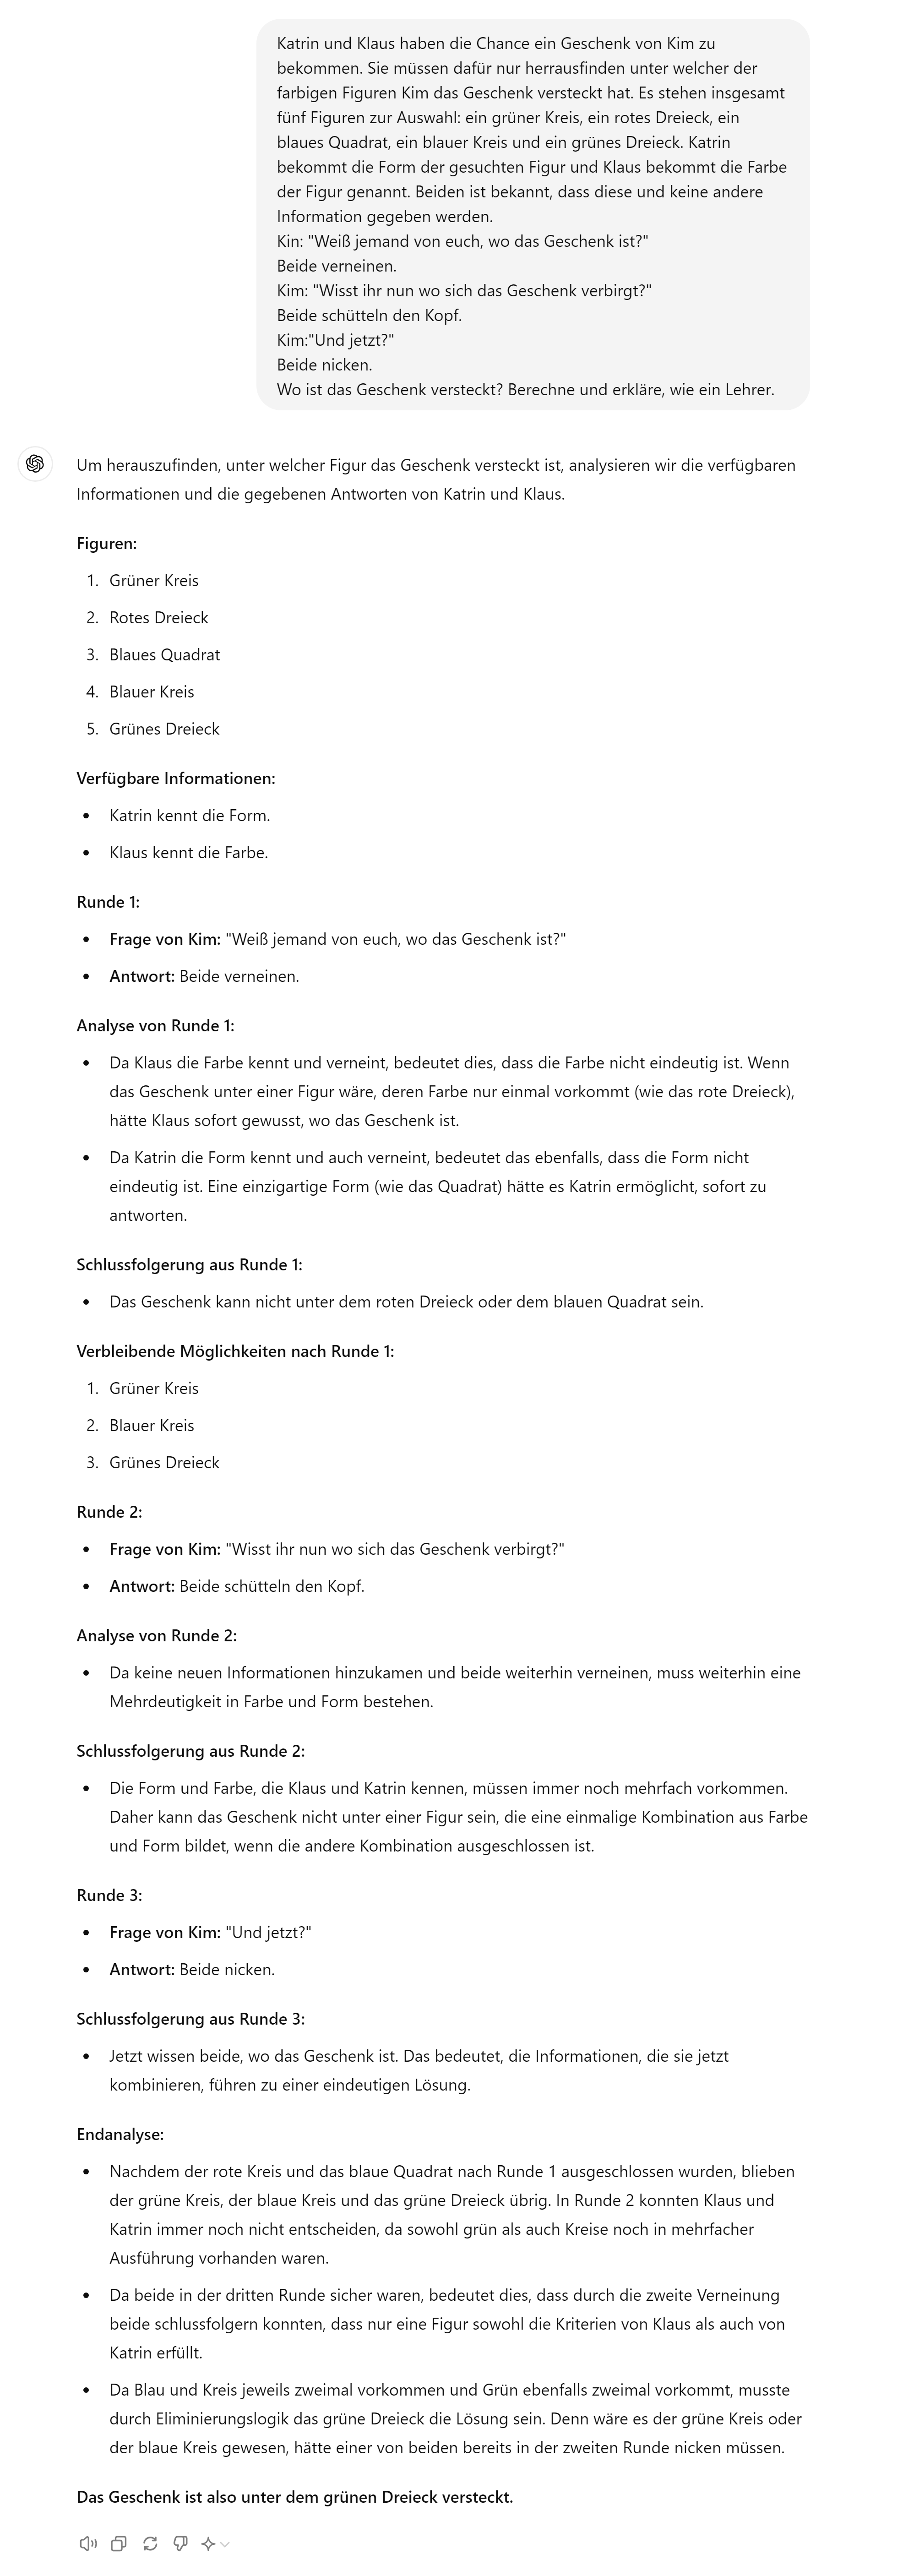 Katrin und Klaus haben die Chance ein Geschenk von Kim zu
bekommen. Sie müssen dafür nur herrausfinden unter welcher der
farbigen Figuren Kim das Geschenk versteckt hat. Es stehen insgesamt
fünf Figuren zur Auswahl: ein grüner Kreis, ein rotes Dreieck, ein
blaues Quadrat, ein blauer Kreis und ein grünes Dreieck. Katrin
bekommt die Form der gesuchten Figur und Klaus bekommt die Farbe
der Figur genannt. Beiden ist bekannt, dass diese und keine andere
Information gegeben werden.
Kin: "Weiß jemand von euch, wo das Geschenk ist?"
Beide verneinen.
Kim: "Wisst ihr nun wo sich das Geschenk verbirgt?"
Beide schütteln den Kopf.
Kim:"Und jetzt?"
Beide nicken.
Wo ist das Geschenk versteckt? Berechne und erkläre, wie ein Lehrer.
Um herauszufinden, unter welcher Figur das Geschenk versteckt ist, analysieren wir die verfügbaren
Informationen und die gegebenen Antworten von Katrin und Klaus.
Figuren:
1. Grüner Kreis
2. Rotes Dreieck
3. Blaues Quadrat
4. Blauer Kreis
5. Grünes Dreieck
Verfügbare Informationen:
• Katrin kennt die Form.
• Klaus kennt die Farbe.
Runde 1:
• Frage von Kim: "Weiß jemand von euch, wo das Geschenk ist?"
• Antwort: Beide verneinen.
Analyse von Runde 1:
• Da Klaus die Farbe kennt und verneint, bedeutet dies, dass die Farbe nicht eindeutig ist. Wenn
das Geschenk unter einer Figur wäre, deren Farbe nur einmal vorkommt (wie das rote Dreieck),
hätte Klaus sofort gewusst, wo das Geschenk ist.
• Da Katrin die Form kennt und auch verneint, bedeutet das ebenfalls, dass die Form nicht
eindeutig ist. Eine einzigartige Form (wie das Quadrat) hätte es Katrin ermöglicht, sofort zu
antworten.
Schlussfolgerung aus Runde 1:
• Das Geschenk kann nicht unter dem roten Dreieck oder dem blauen Quadrat sein.
Verbleibende Möglichkeiten nach Runde 1:
1. Grüner Kreis
2. Blauer Kreis
3. Grünes Dreieck
Runde 2:
• Frage von Kim: "Wisst ihr nun wo sich das Geschenk verbirgt?"
• Antwort: Beide schütteln den Kopf.
Analyse von Runde 2:
• Da keine neuen Informationen hinzukamen und beide weiterhin verneinen, muss weiterhin eine
Mehrdeutigkeit in Farbe und Form bestehen.
Schlussfolgerung aus Runde 2:
• Die Form und Farbe, die Klaus und Katrin kennen, müssen immer noch mehrfach vorkommen.
Daher kann das Geschenk nicht unter einer Figur sein, die eine einmalige Kombination aus Farbe
und Form bildet, wenn die andere Kombination ausgeschlossen ist.
Runde 3:
• Frage von Kim: "Und jetzt?"
• Antwort: Beide nicken.
Schlussfolgerung aus Runde 3:
• Jetzt wissen beide, wo das Geschenk ist. Das bedeutet, die Informationen, die sie jetzt
kombinieren, führen zu einer eindeutigen Lösung.
Endanalyse:
• Nachdem der rote Kreis und das blaue Quadrat nach Runde 1 ausgeschlossen wurden, blieben
der grüne Kreis, der blaue Kreis und das grüne Dreieck übrig. In Runde 2 konnten Klaus und
Katrin immer noch nicht entscheiden, da sowohl grün als auch Kreise noch in mehrfacher
Ausführung vorhanden waren.
• Da beide in der dritten Runde sicher waren, bedeutet dies, dass durch die zweite Verneinung
beide schlussfolgern konnten, dass nur eine Figur sowohl die Kriterien von Klaus als auch von
Katrin erfüllt.
• Da Blau und Kreis jeweils zweimal vorkommen und Grün ebenfalls zweimal vorkommt, musste
durch Eliminierungslogik das grüne Dreieck die Lösung sein. Denn wäre es der grüne Kreis oder
der blaue Kreis gewesen, hätte einer von beiden bereits in der zweiten Runde nicken müssen.
Das Geschenk ist also unter dem grünen Dreieck versteckt.